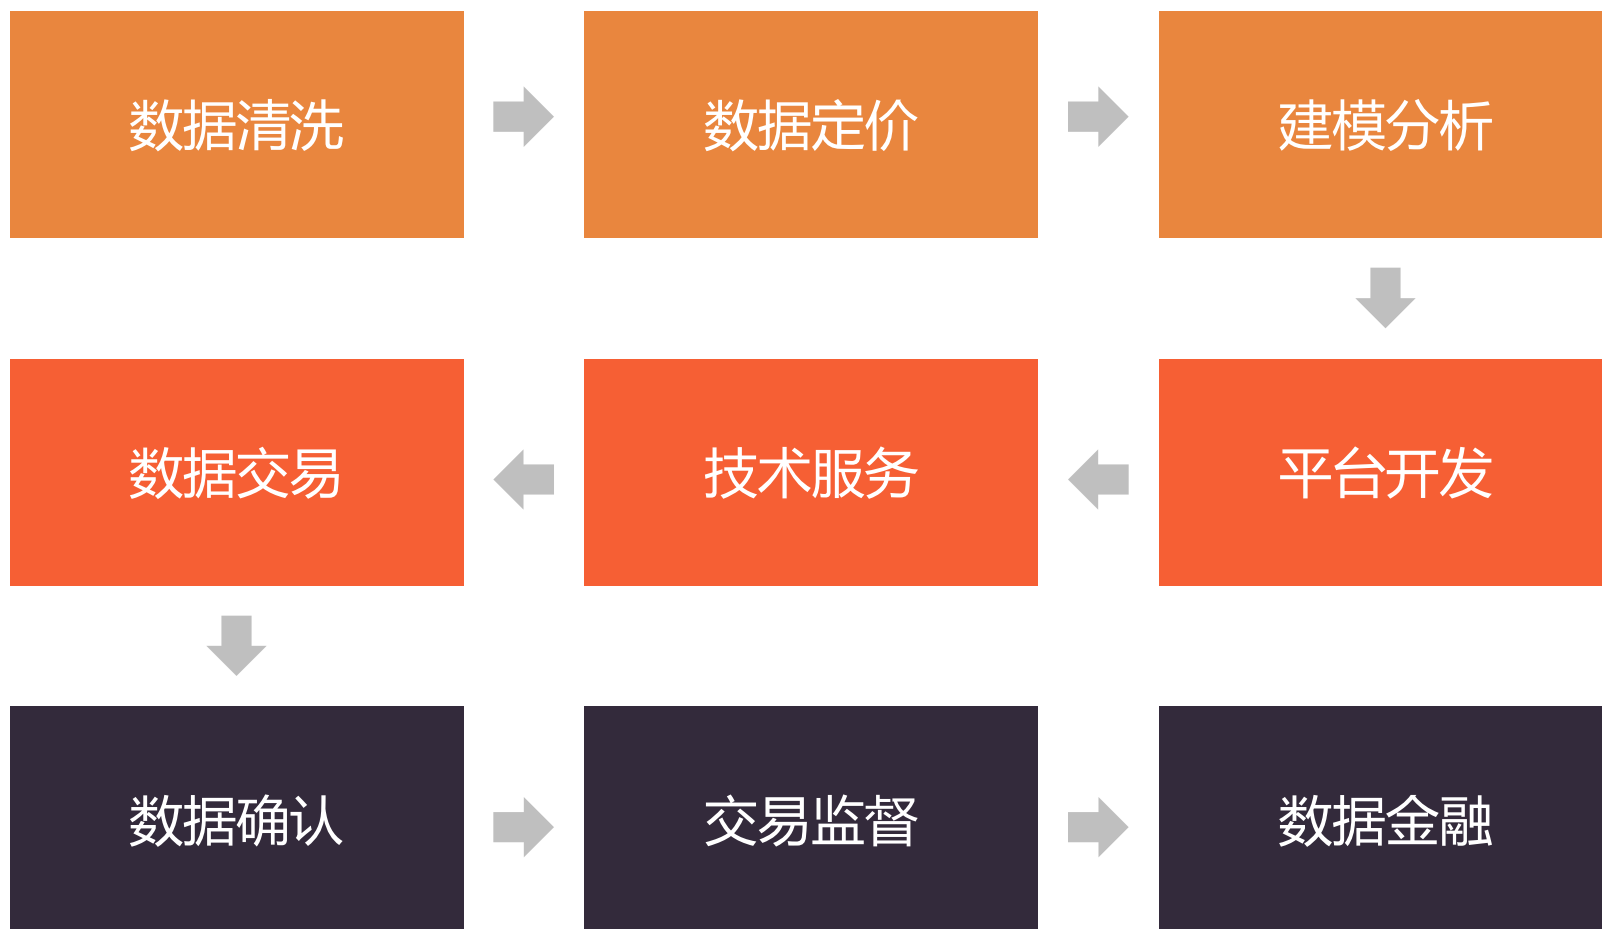 数据清洗
数据定价
建模分析
平台开发
技术服务
数据交易
数据确认
交易监督
数据金融